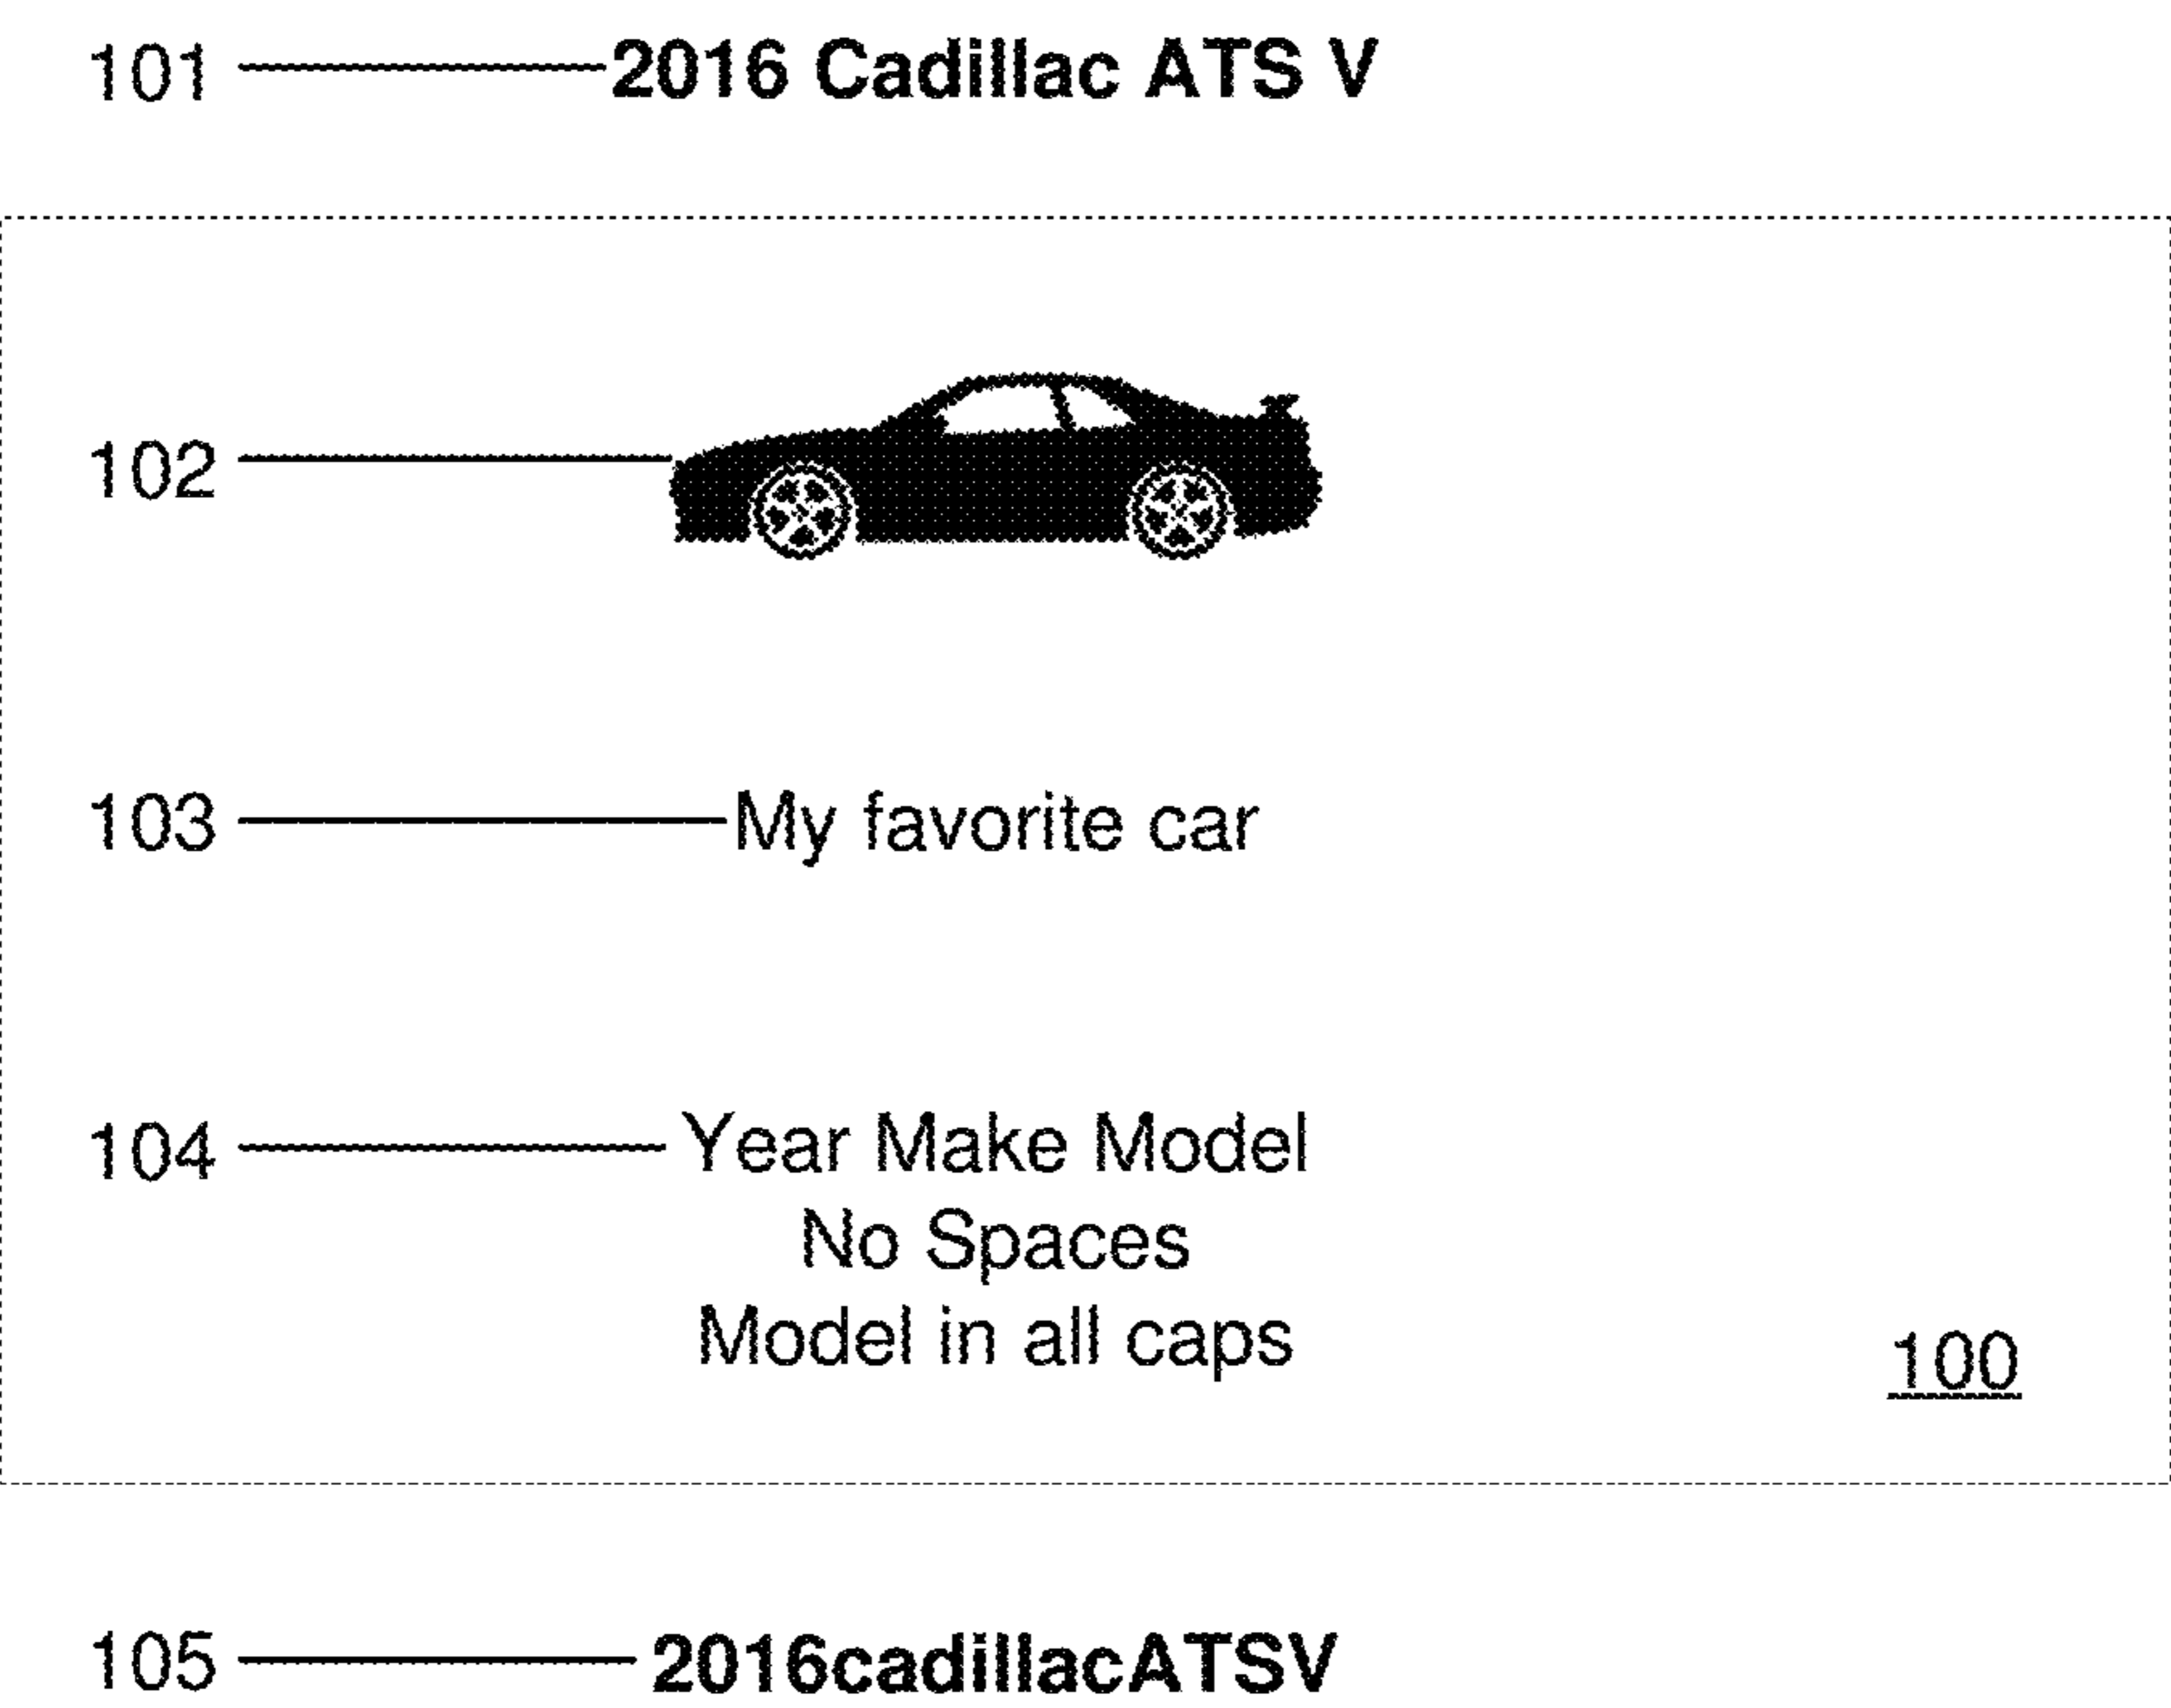 101 2016 Cadillac ATS V
102
103 My favorite car
104 Year Make Model
No Spaces
Model in all caps
100
105 2016cadillacATSV